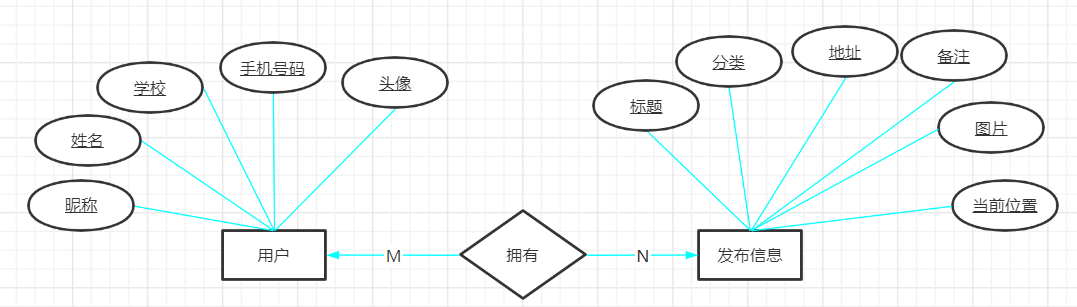 手机号码
头像
学校
姓名
昵称
地址
备注
分类
标题
图片
当前位置
用户
M
拥有
N
发布信息